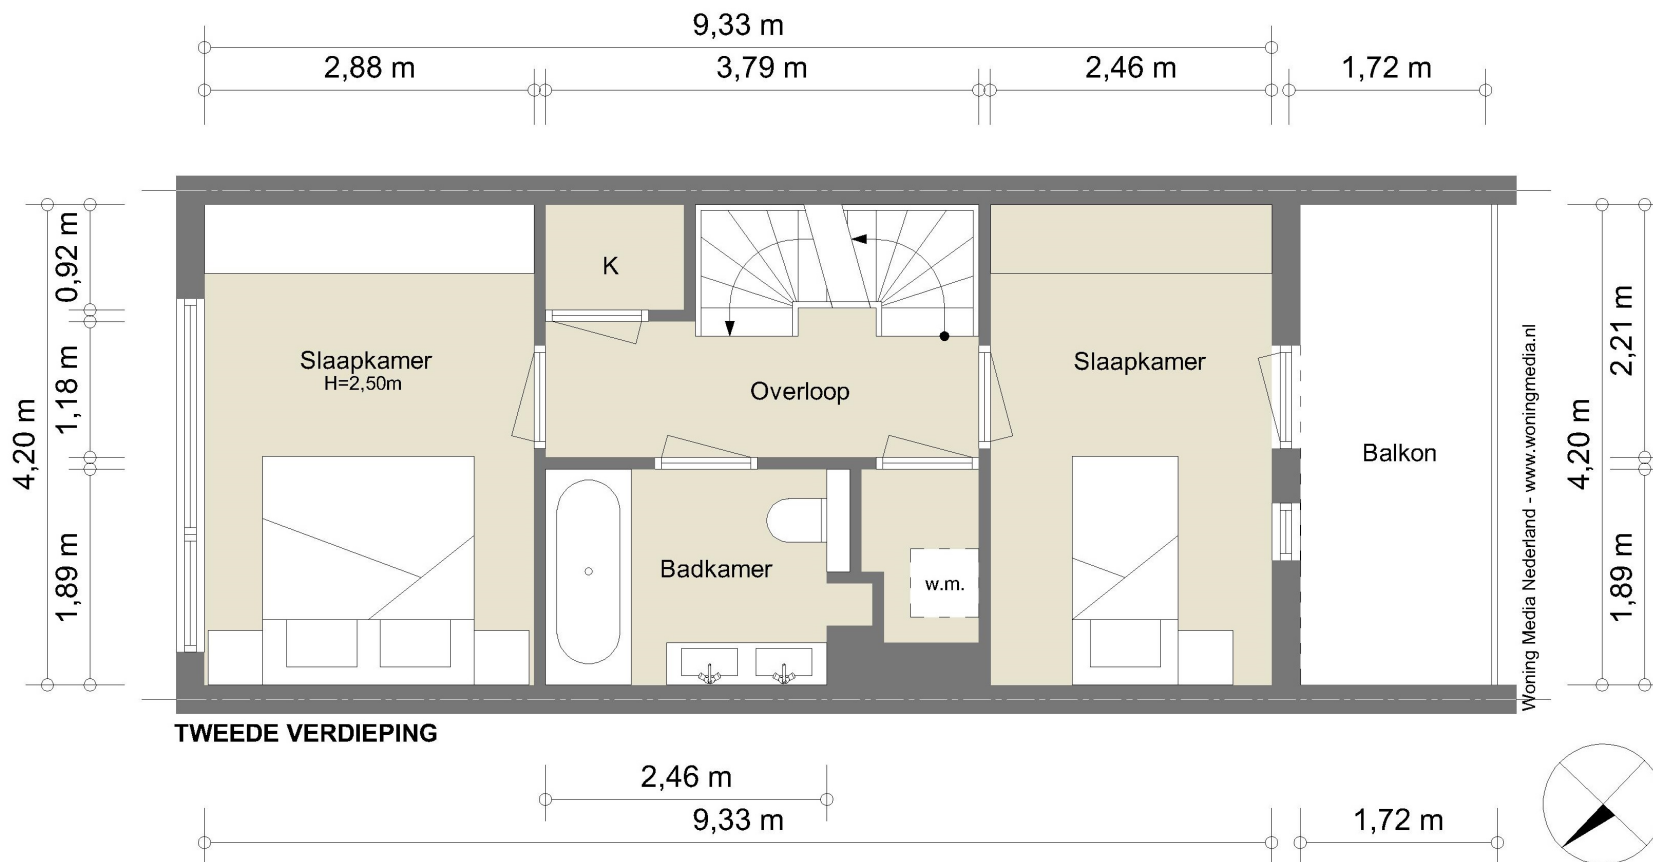 9,33 m
2,88 m
3,79 m
2,46 m
1,72 m
0,92 m
1,18 m
1,89 m
4,20 m
K
Slaapkamer
H=2,50m
Overloop
Slaapkamer
Balkon
Badkamer
w.m.
2,21 m
1,89 m
4,20 m
Woning Media Nederland - www.woningmedia.nl
TWEEDE VERDIEPING
2,46 m
9,33 m
1,72 m